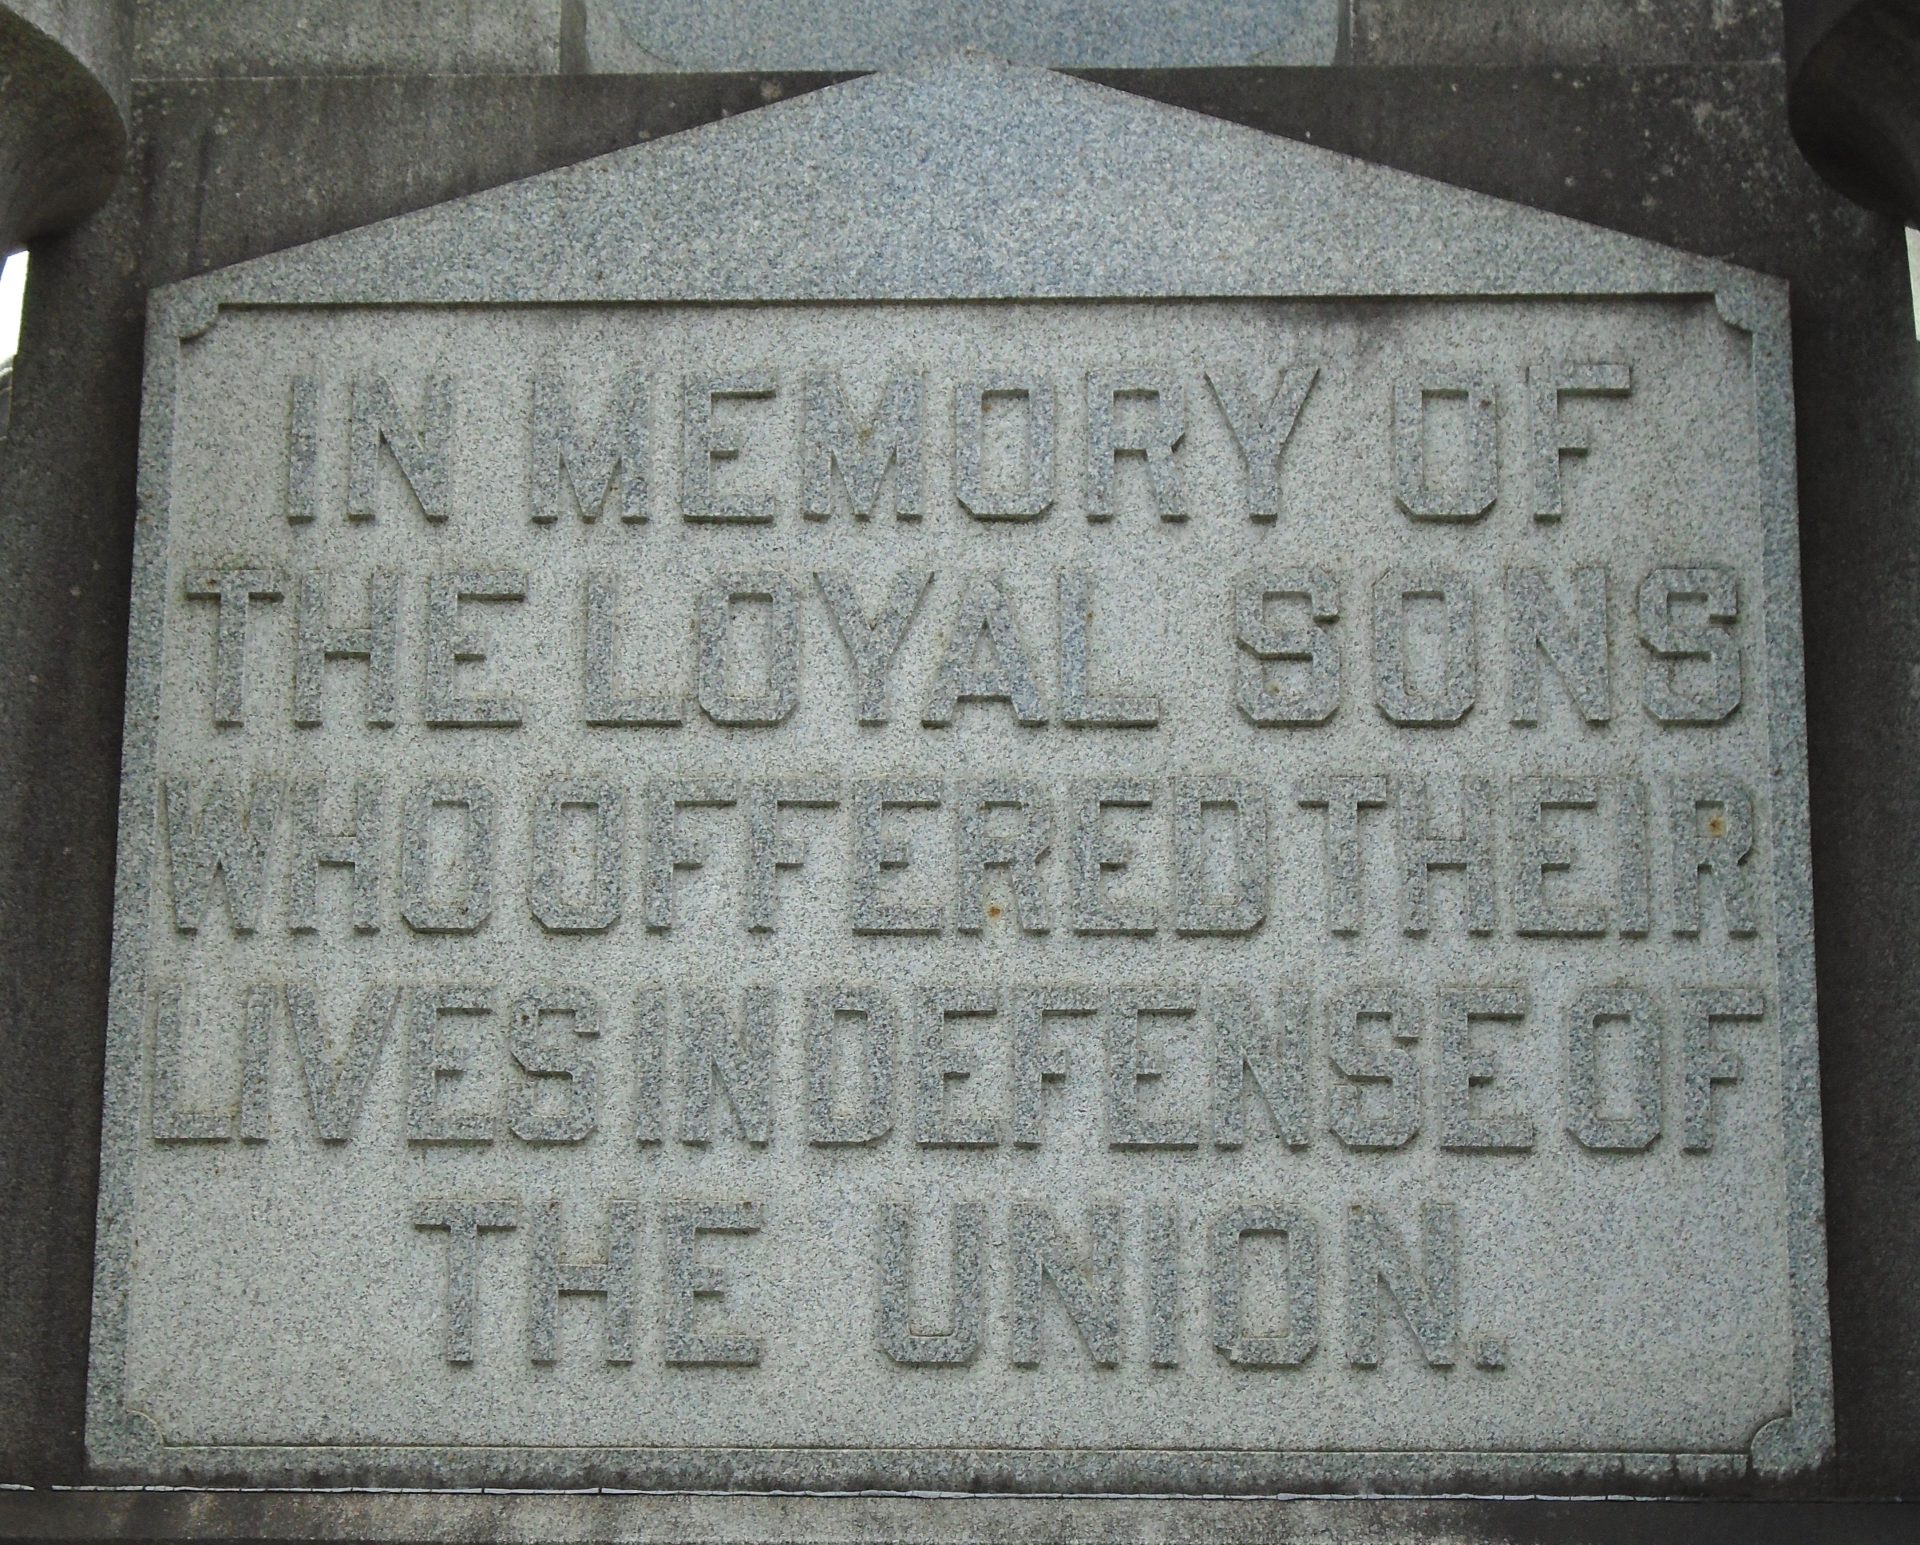 IN MEMORY OF
THE LOYAL SONS
WHO OFFERED THEIR
LIVES IN DEFENSE OF
THE UNION.